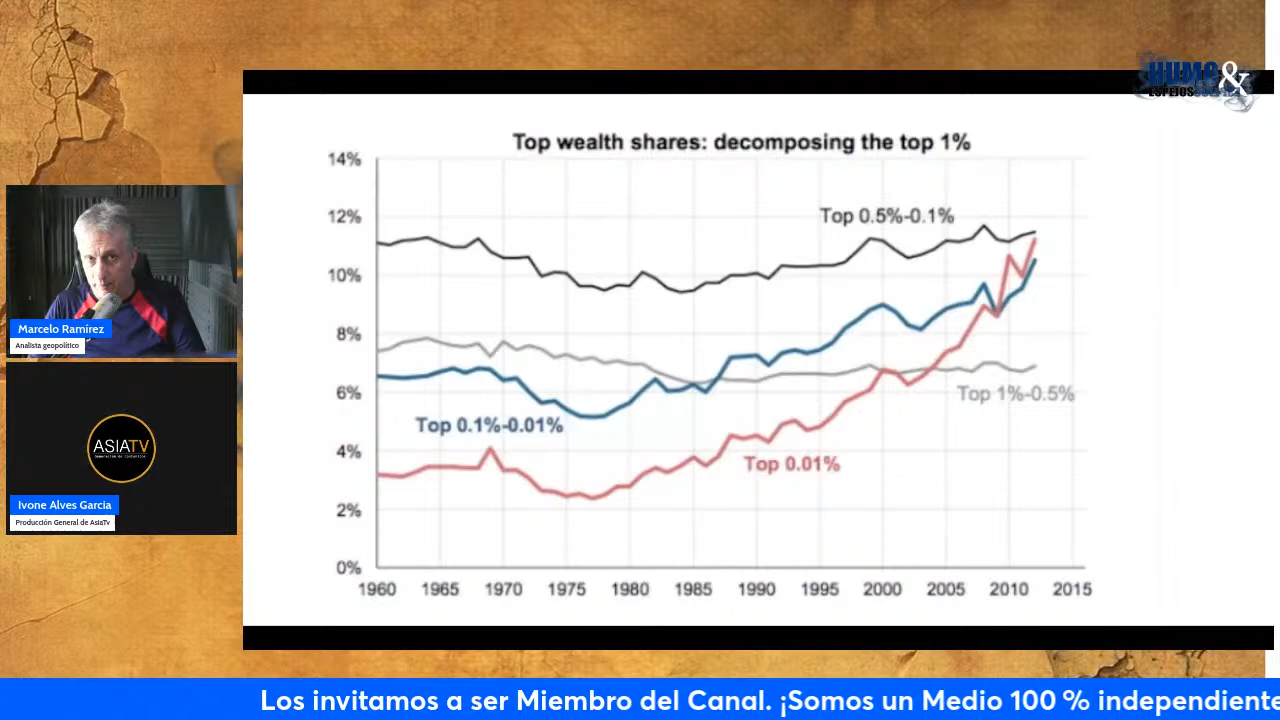 HUMO &
ESPEJOS
Top wealth shares: decomposing the top 1%
14%
12%
10%
8%
6%
4%
2%
0%
1960 1965 1970 1975 1980 1985 1990 1995 2000 2005 2010 2015
Top 0.5%-0.1%
Top 1%-0.5%
Top 0.1%-0.01%
Top 0.01%
Marcelo Ramírez
Analista geopolítico
ASIATV
Ivone Alves Garcia
Producción General de AsiaTv
Los invitamos a ser Miembro del Canal. ¡Somos un Medio 100 % independiente